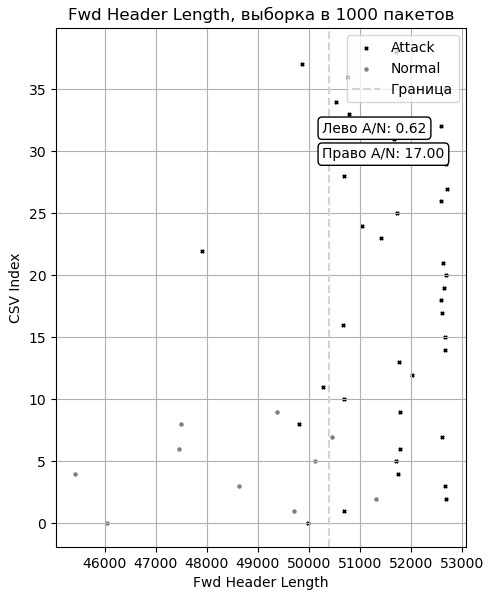 Fwd Header Length, выборка в 1000 пакетов
Attack
Normal
Граница
Лево A/N: 0.62
Право A/N: 17.00
CSV Index
35
30
25
20
15
10
5
0
46000 47000 48000 49000 50000 51000 52000 53000
Fwd Header Length